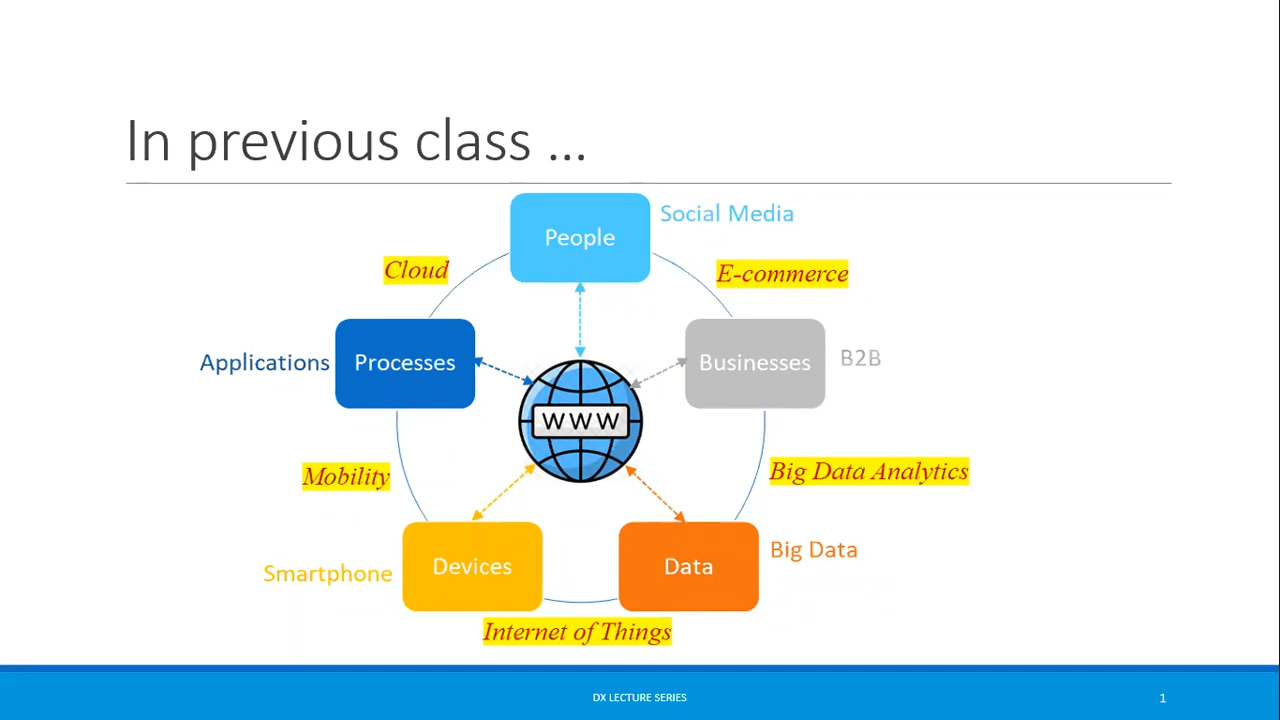 In previous class ...
People
Social Media
Cloud
E-commerce
Applications
Processes
Businesses
B2B
WWW
Mobility
Big Data Analytics
Smartphone
Devices
Data
Big Data
Internet of Things
DX LECTURE SERIES
1